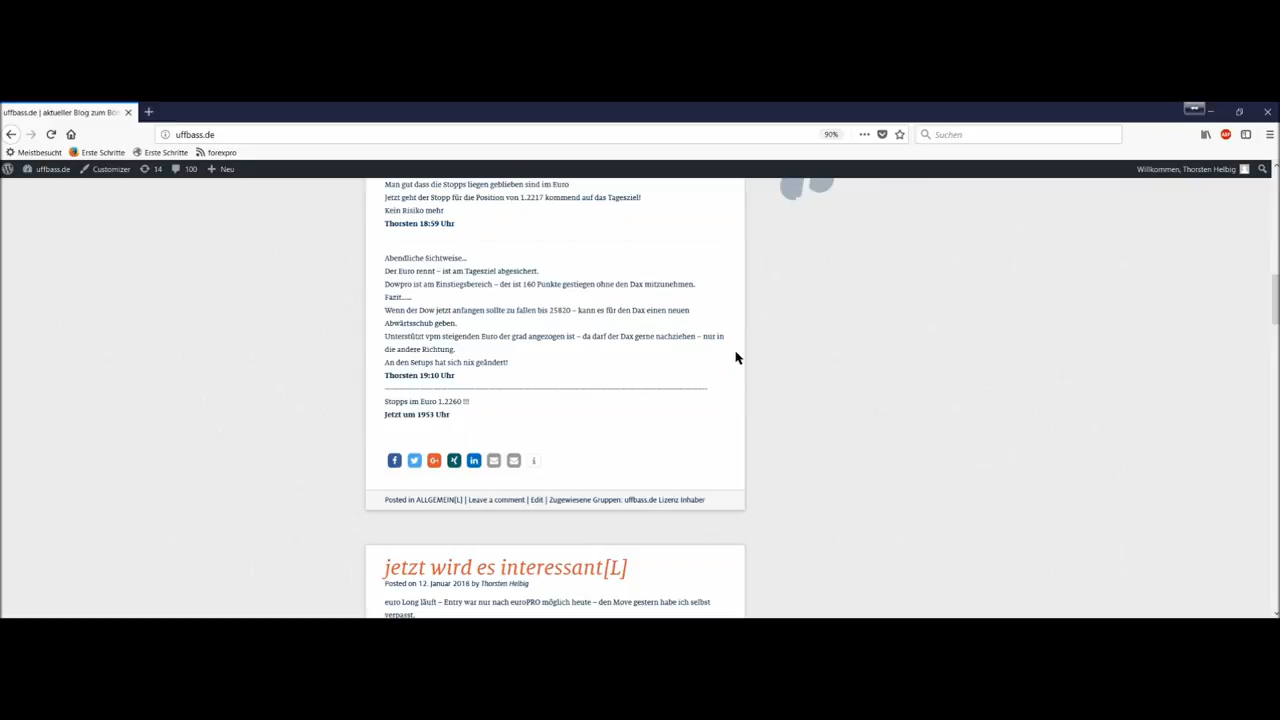 uffbass.de | aktueller Blog zum Bör
uffbass.de
90%
Suchen
Meistbesucht
Erste Schritte
Erste Schritte
forexpro
uffbass.de
Customizer
14
100
Neu
Willkommen, Thorsten Helbig
Man gut dass die Stopps liegen geblieben sind im Euro
Jetzt geht der Stopp für die Position von 1.2217 kommend auf das Tagesziel!
Kein Risiko mehr
Thorsten 18:59 Uhr
Abendliche Sichtweise...
Der Euro rennt – ist am Tagesziel abgesichert.
Dowpro ist am Einstiegsbereich – der ist 160 Punkte gestiegen ohne den Dax mitzunehmen.
Fazit......
Wenn der Dow jetzt anfangen sollte zu fallen bis 25820 – kann es für den Dax einen neuen
Abwärtsschub geben.
Unterstützt vpm steigenden Euro der grad angezogen ist – da darf der Dax gerne nachziehen – nur in
die andere Richtung.
An den Setups hat sich nix geändert!
Thorsten 19:10 Uhr
Stopps im Euro 1.2260 !!!
Jetzt um 1953 Uhr
Posted in ALLGEMEIN[L] | Leave a comment | Edit | Zugewiesene Gruppen: uffbass.de Lizenz Inhaber
jetzt wird es interessant[L]
Posted on 12. Januar 2018 by Thorsten Helbig
euro Long läuft – Entry war nur nach euroPRO möglich heute – den Move gestern habe ich selbst
verpasst.